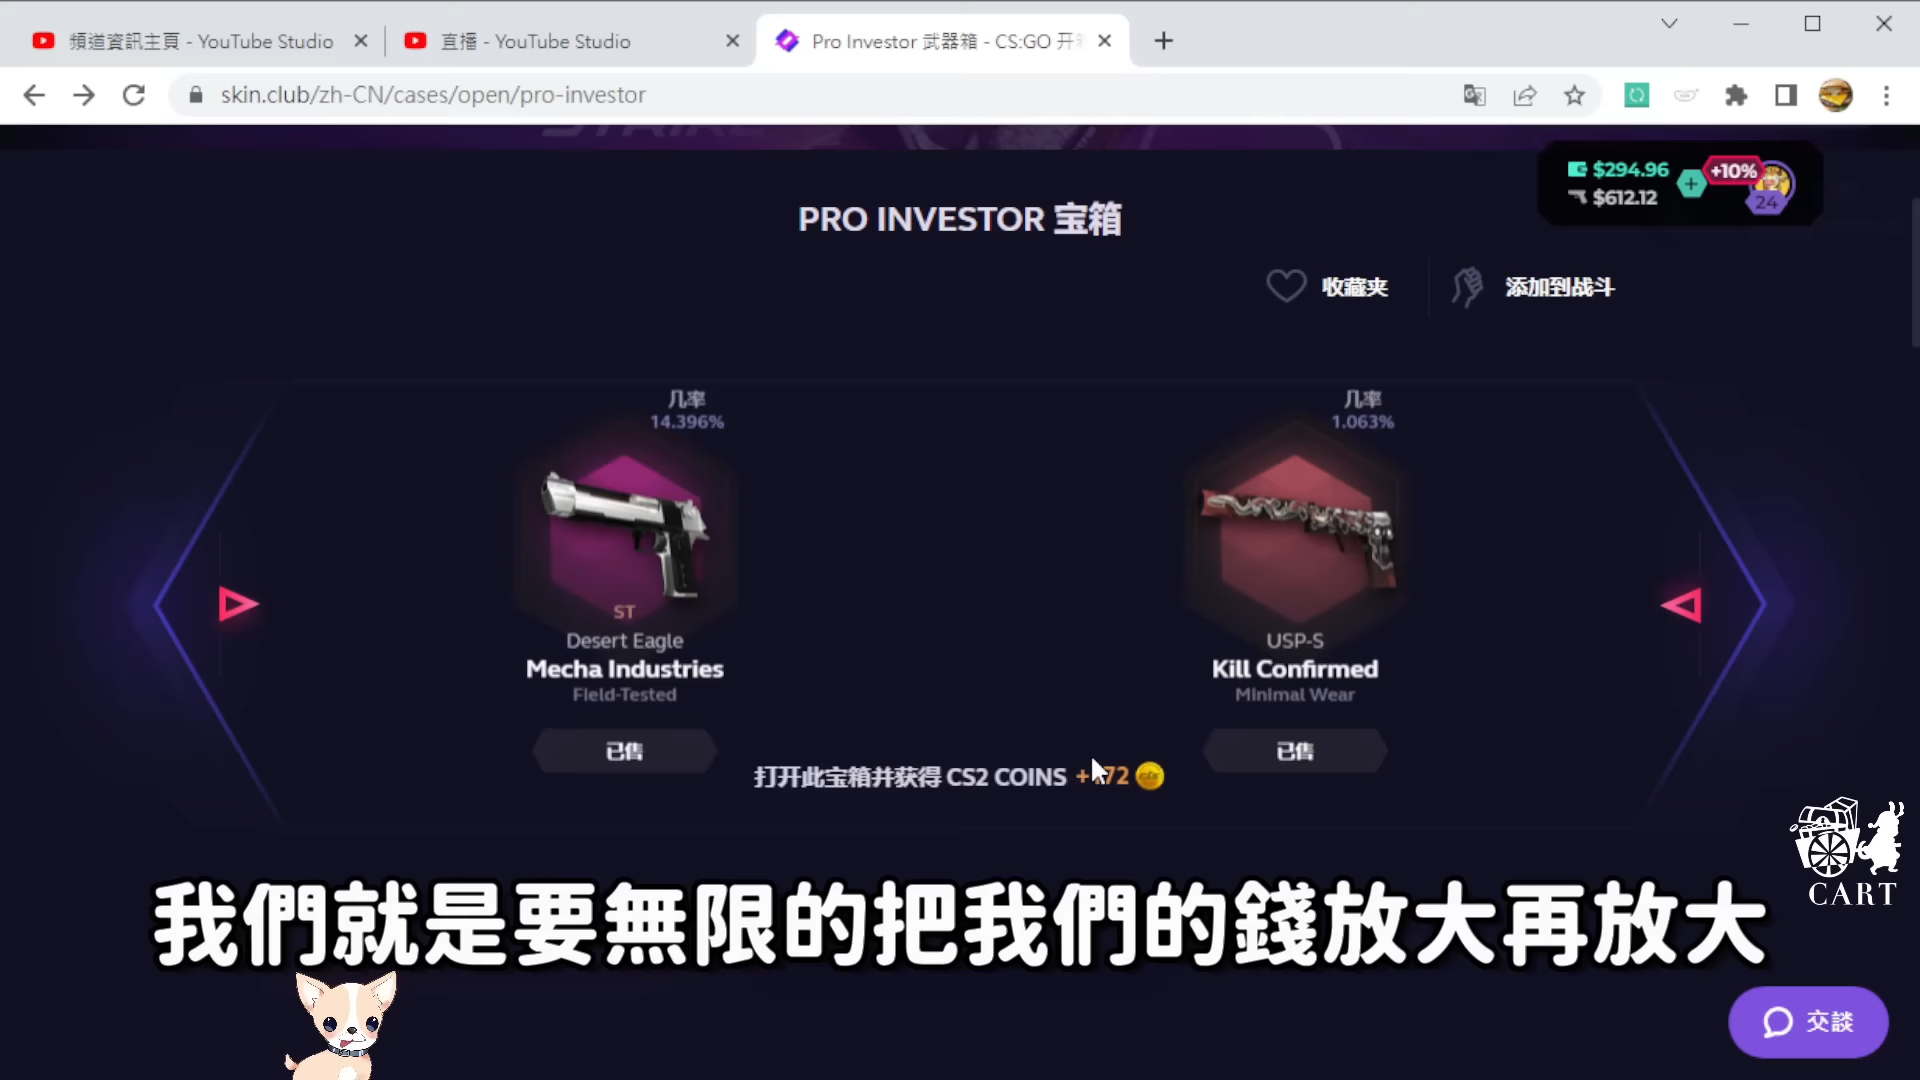 頻道資訊主頁 - YouTube Studio
直播 - YouTube Studio
Pro Investor 武器箱 - CS:GO 开
skin.club/zh-CN/cases/open/pro-investor
$294.96
+10%
$612.12
24
PRO INVESTOR 宝箱
收藏夹
添加到战斗
几率
14.396%
几率
1.063%
ST
Desert Eagle
Mecha Industries
Field-Tested
USP-S
Kill Confirmed
Minimal Wear
已售
已售
打开此宝箱并获得 CS2 COINS
CART
我們就是要無限的把我們的錢放大再放大
交談